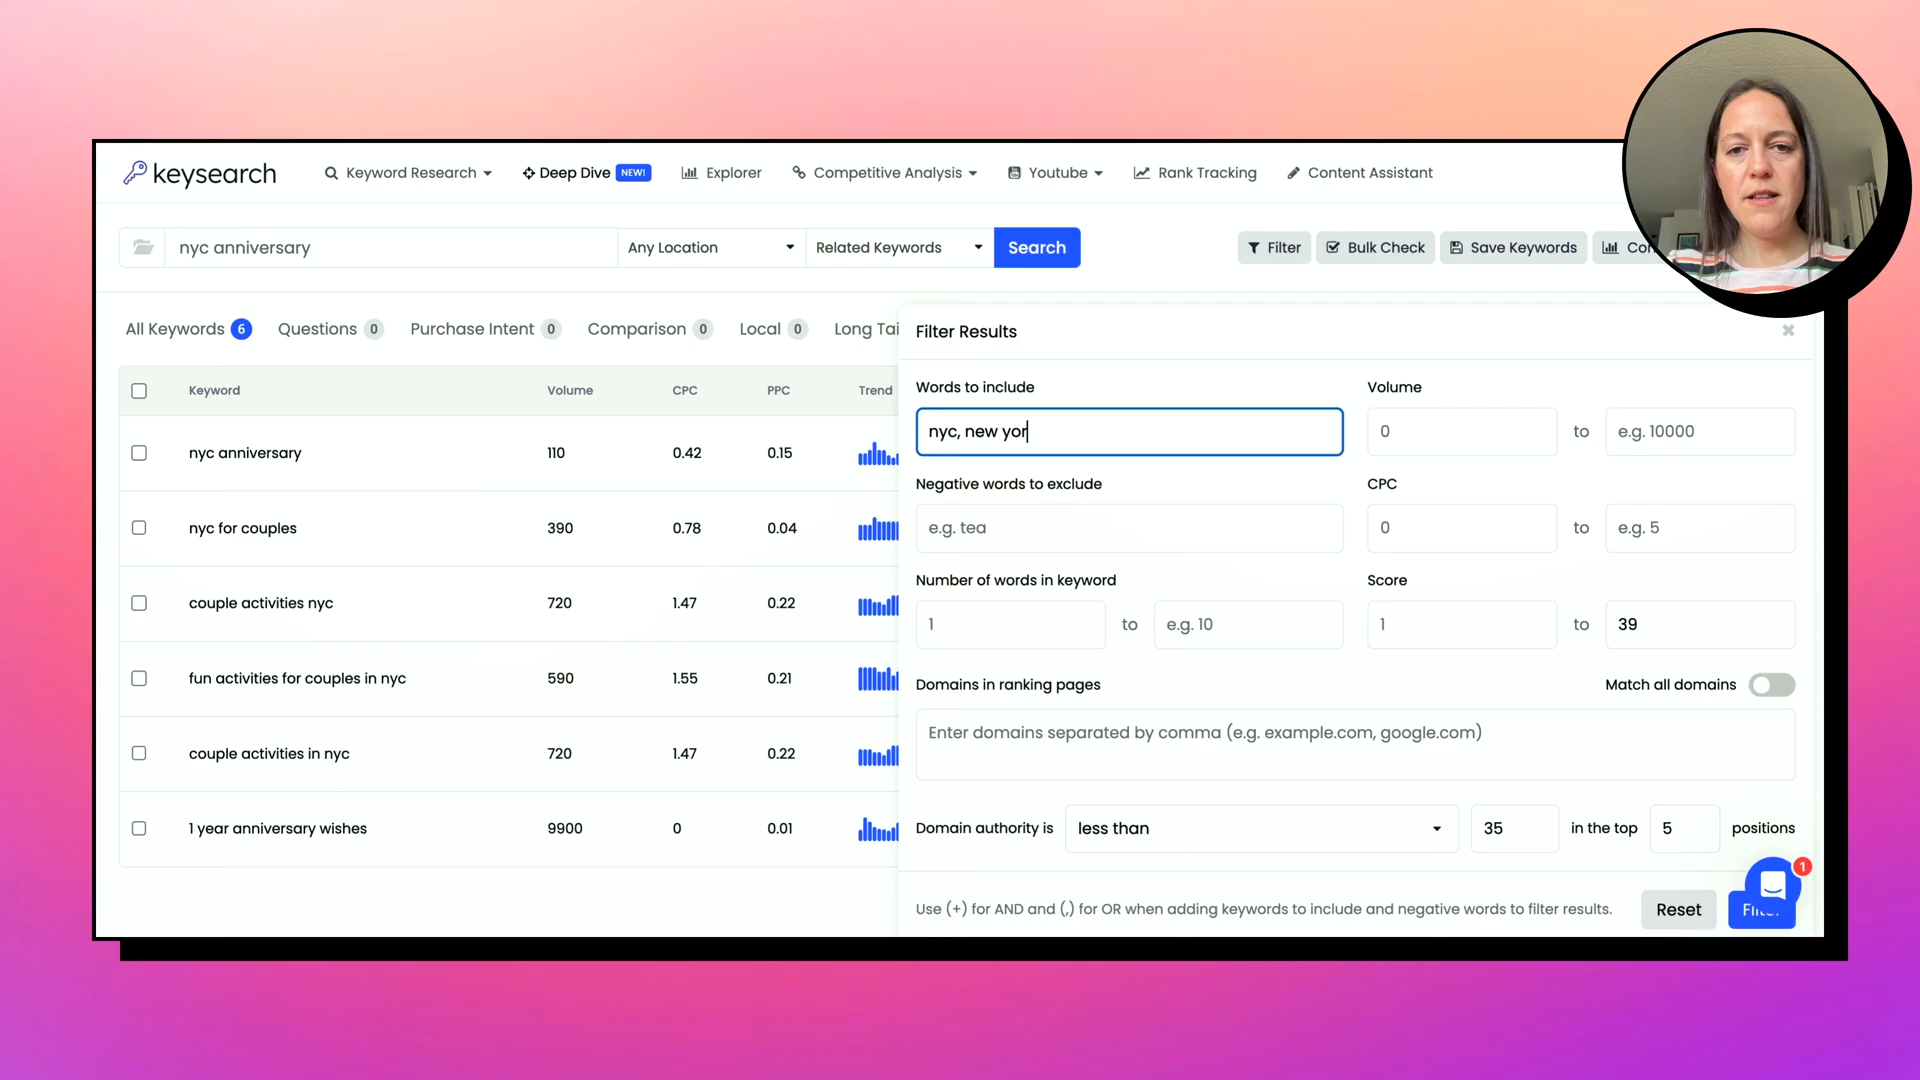 keysearch
Keyword Research
Deep Dive NEW!
Explorer
Competitive Analysis
Youtube
Rank Tracking
Content Assistant
nyc anniversary
Any Location
Related Keywords
Search
Filter
Bulk Check
Save Keywords
All Keywords 6
Questions 0
Purchase Intent 0
Comparison 0
Local 0
Long Tai
Keyword Volume CPC PPC Trend
nyc anniversary 110 0.42 0.15
nyc for couples 390 0.78 0.04
couple activities nyc 720 1.47 0.22
fun activities for couples in nyc 590 1.55 0.21
couple activities in nyc 720 1.47 0.22
1 year anniversary wishes 9900 0 0.01
Filter Results
Words to include
nyc, new yor
Volume
0 to e.g. 10000
Negative words to exclude
e.g. tea
CPC
0 to e.g. 5
Number of words in keyword
1 to e.g. 10
Score
1 to 39
Domains in ranking pages
Match all domains
Enter domains separated by comma (e.g. example.com, google.com)
Domain authority is less than 35 in the top 5 positions
Use (+) for AND and (,) for OR when adding keywords to include and negative words to filter results.
Reset
1